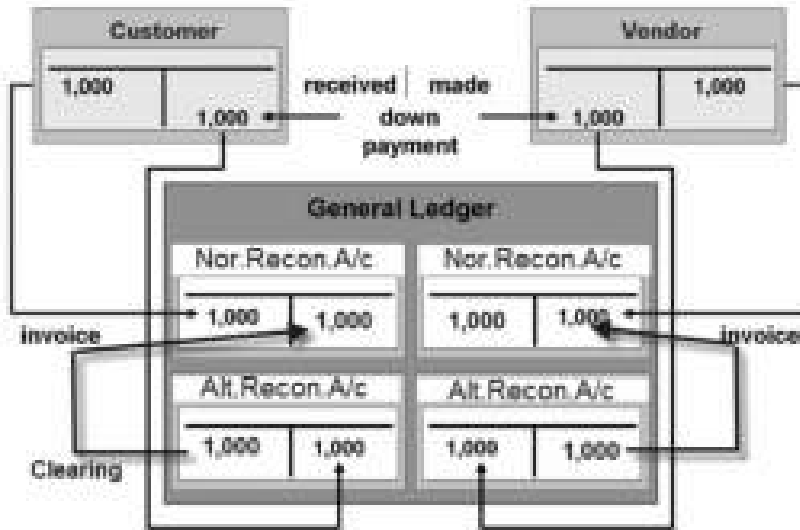 Customer
Vendor
1,000
1,000
received made
1,000
1,000
down
payment
General Ledger
Nor.Recon.A/c
Nor.Recon.A/c
1,000 1,000
1,000 1,000
invoice
invoice
Alt.Recon.A/c
Alt.Recon.A/c
1,000 1,000
1,000 1,000
Clearing